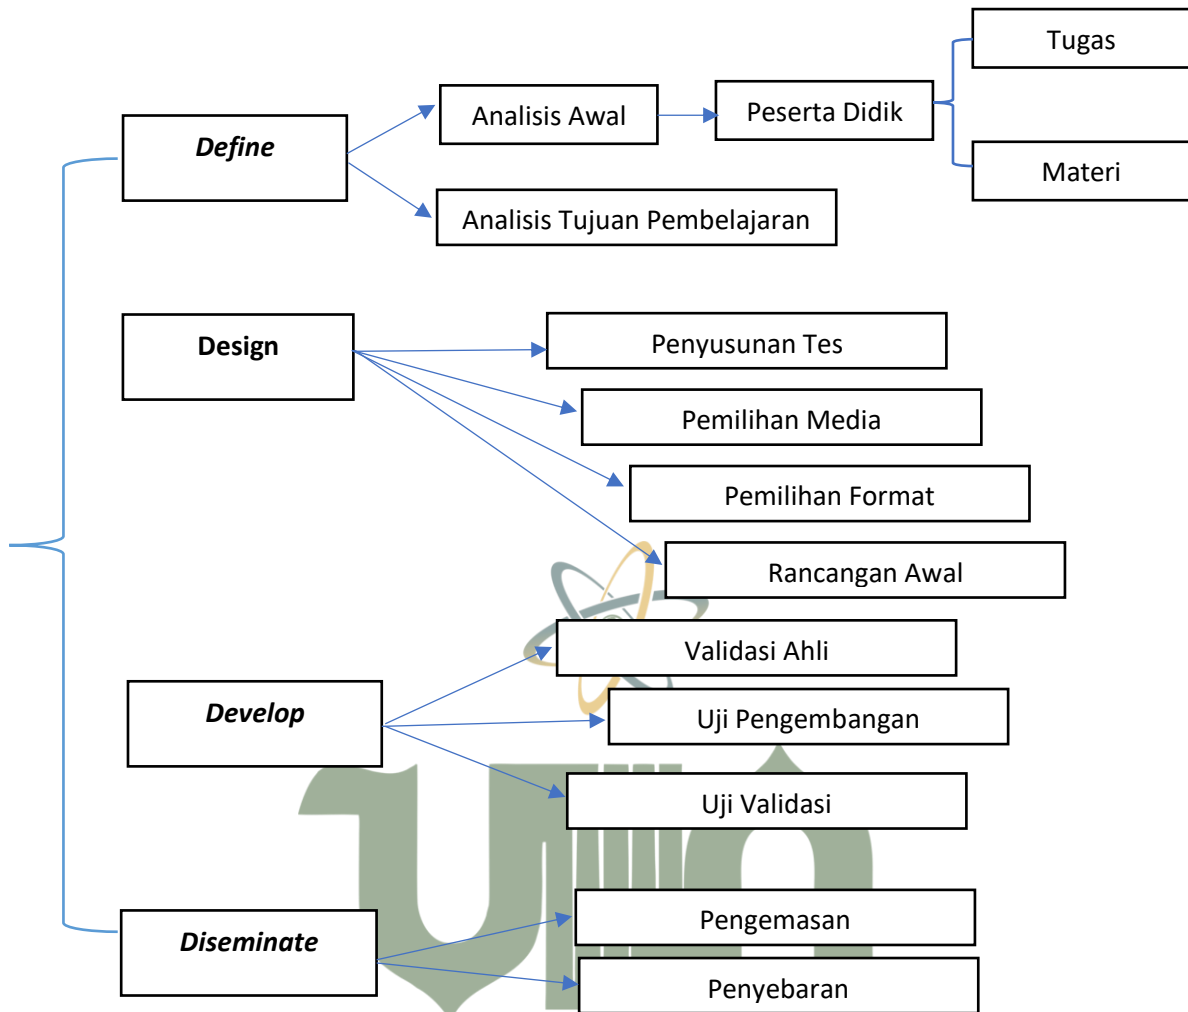 Tugas
Analisis Awal
Peserta Didik
Define
Materi
Analisis Tujuan Pembelajaran
Design
Penyusunan Tes
Pemilihan Media
Pemilihan Format
Rancangan Awal
Validasi Ahli
Develop
Uji Pengembangan
Uji Validasi
Diseminate
Pengemasan
Penyebaran